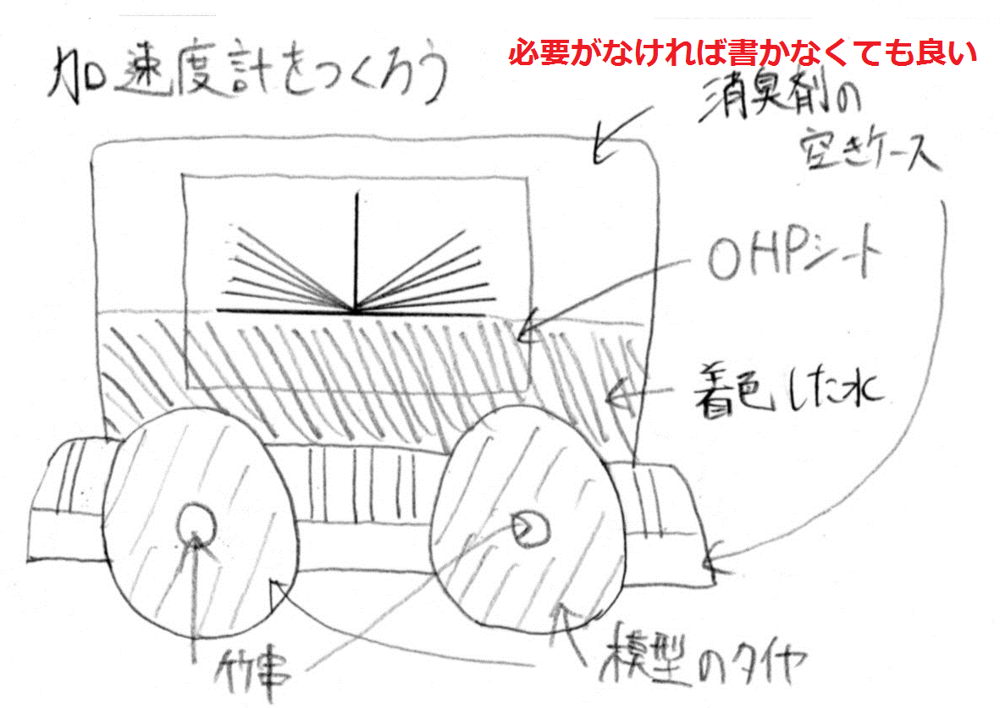 加速度計をつくろう
必要がなければ書かなくても良い
消臭剤の
空きケース
OHPシート
着色した水
竹串
模型のタイヤ